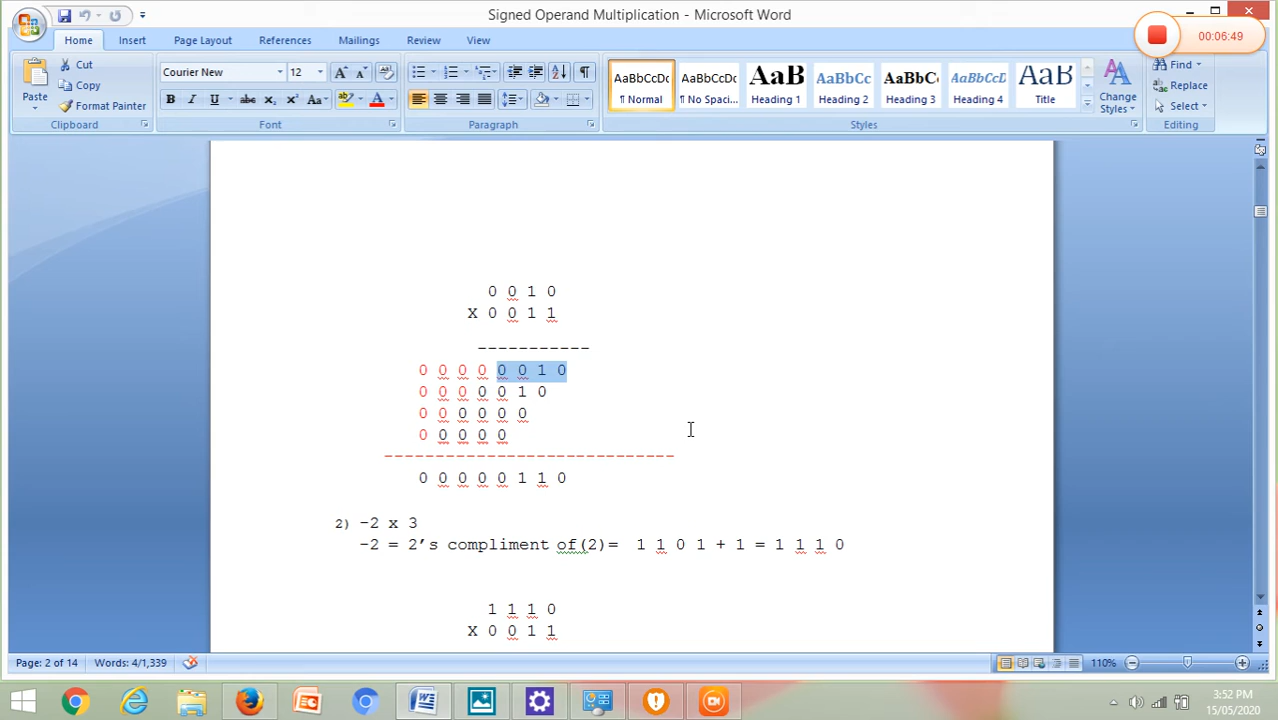 Signed Operand Multiplication - Microsoft Word
00:06:49
Home Insert Page Layout References Mailings Review View
Cut
Copy
Format Painter
Paste
Courier New 12
B I U abc x₂ x² Aa
AaBbCcDc AaBbCcDc AaB AaBbCc AaBbCc AaBbCcD AaB
¶ Normal ¶ No Spaci... Heading 1 Heading 2 Heading 3 Heading 4 Title
Change Styles
Find
Replace
Select
Clipboard Font Paragraph Styles Editing
0 0 1 0
X 0 0 1 1
-----------
0 0 0 0 0 0 1 0
0 0 0 0 0 1 0
0 0 0 0 0 0
0 0 0 0 0
----------------------------
0 0 0 0 0 1 1 0
2) -2 x 3
-2 = 2’s compliment of(2)= 1 1 0 1 + 1 = 1 1 1 0
1 1 1 0
X 0 0 1 1
Page: 2 of 14 Words: 4/1,339 110%
3:52 PM
15/05/2020